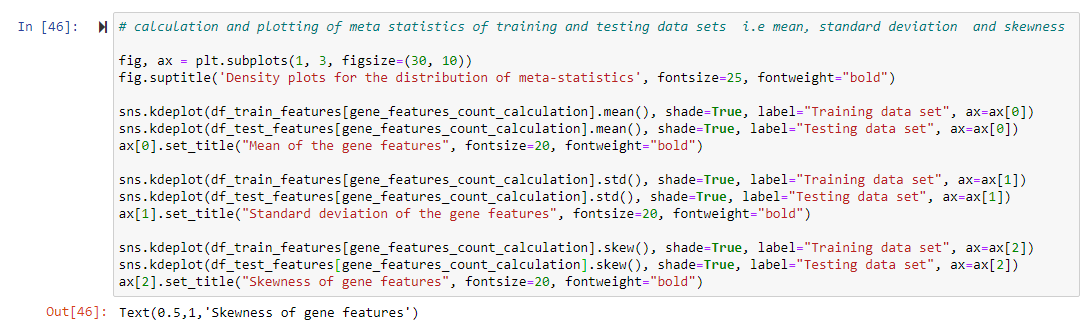 In [46]: # calculation and plotting of meta statistics of training and testing data sets  i.e mean, standard deviation  and skewness
fig, ax = plt.subplots(1, 3, figsize=(30, 10))
fig.suptitle('Density plots for the distribution of meta-statistics', fontsize=25, fontweight="bold")
sns.kdeplot(df_train_features[gene_features_count_calculation].mean(), shade=True, label="Training data set", ax=ax[0])
sns.kdeplot(df_test_features[gene_features_count_calculation].mean(), shade=True, label="Testing data set", ax=ax[0])
ax[0].set_title("Mean of the gene features", fontsize=20, fontweight="bold")
sns.kdeplot(df_train_features[gene_features_count_calculation].std(), shade=True, label="Training data set", ax=ax[1])
sns.kdeplot(df_test_features[gene_features_count_calculation].std(), shade=True, label="Testing data set", ax=ax[1])
ax[1].set_title("Standard deviation of the gene features", fontsize=20, fontweight="bold")
sns.kdeplot(df_train_features[gene_features_count_calculation].skew(), shade=True, label="Training data set", ax=ax[2])
sns.kdeplot(df_test_features[gene_features_count_calculation].skew(), shade=True, label="Testing data set", ax=ax[2])
ax[2].set_title("Skewness of gene features", fontsize=20, fontweight="bold")
Out[46]: Text(0.5,1,'Skewness of gene features')